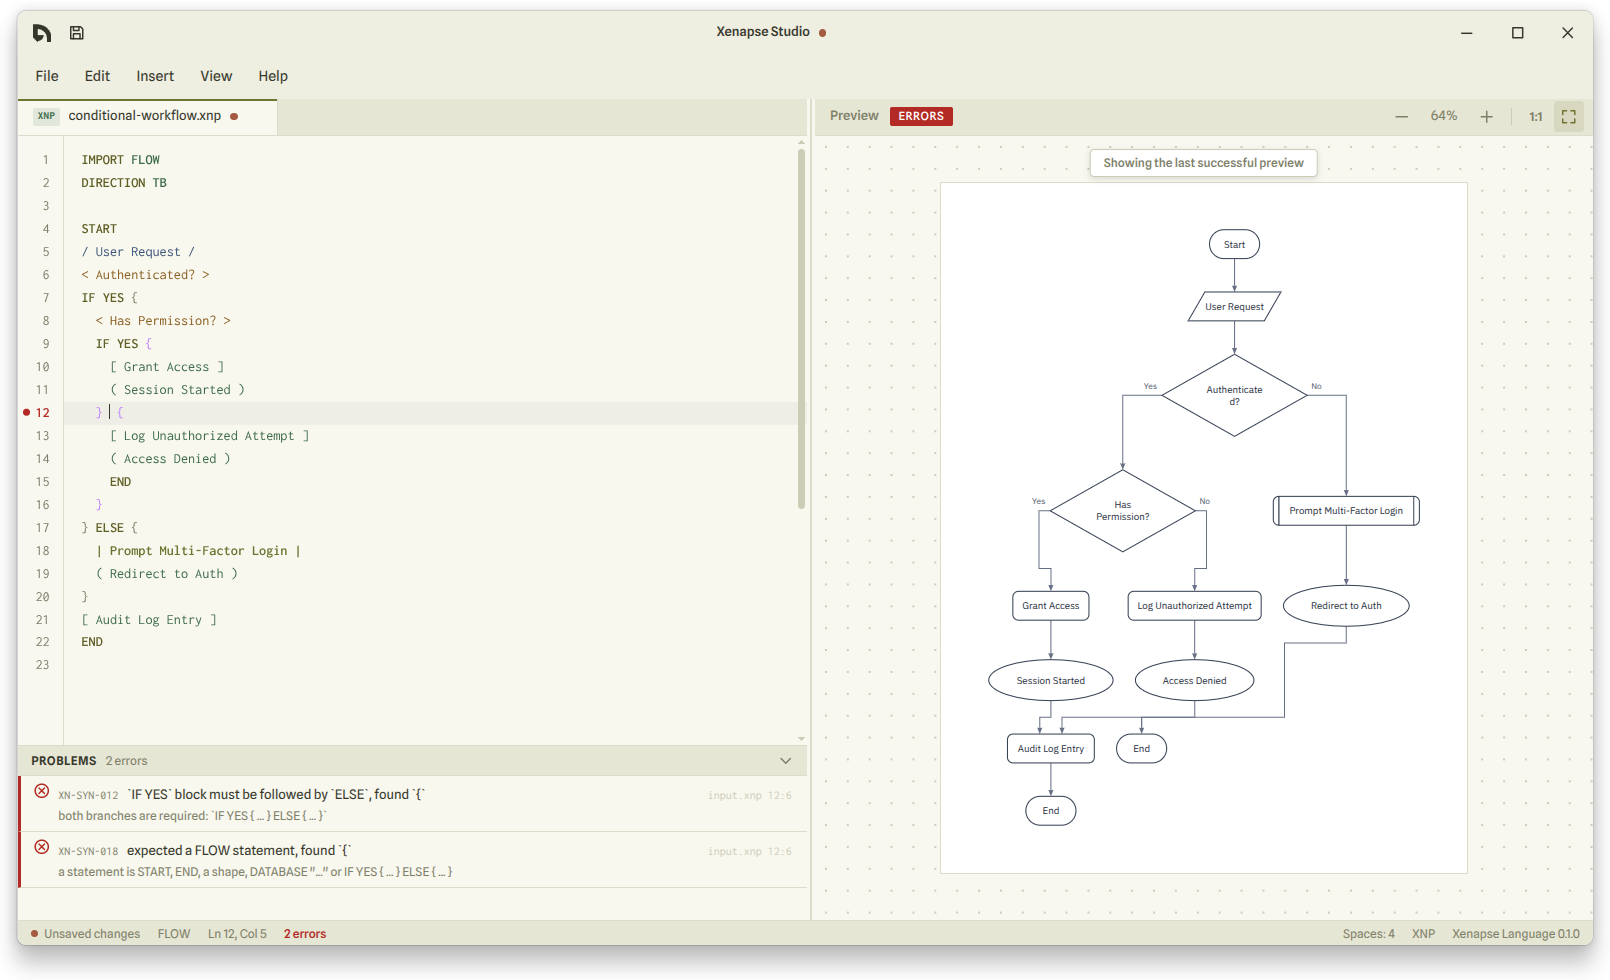 Xenapse Studio
File Edit Insert View Help
XNP conditional-workflow.xnp
1 IMPORT FLOW
2 DIRECTION TB
3
4 START
5 / User Request /
6 < Authenticated? >
7 IF YES {
8 < Has Permission? >
9 IF YES {
10 [ Grant Access ]
11 ( Session Started )
12 } {
13 [ Log Unauthorized Attempt ]
14 ( Access Denied )
15 END
16 }
17 } ELSE {
18 | Prompt Multi-Factor Login |
19 ( Redirect to Auth )
20 }
21 [ Audit Log Entry ]
22 END
23
PROBLEMS 2 errors
XN-SYN-012 `IF YES` block must be followed by `ELSE`, found `{` input.xnp 12:6
both branches are required: `IF YES { … } ELSE { … }`
XN-SYN-018 expected a FLOW statement, found `{` input.xnp 12:6
a statement is START, END, a shape, DATABASE "…" or IF YES { … } ELSE { … }
Preview ERRORS 64% 1:1
Showing the last successful preview
Start
User Request
Authenticate
d?
Yes
No
Has
Permission?
Yes
No
Prompt Multi-Factor Login
Grant Access
Log Unauthorized Attempt
Redirect to Auth
Session Started
Access Denied
Audit Log Entry
End
End
Unsaved changes FLOW Ln 12, Col 5 2 errors Spaces: 4 XNP Xenapse Language 0.1.0